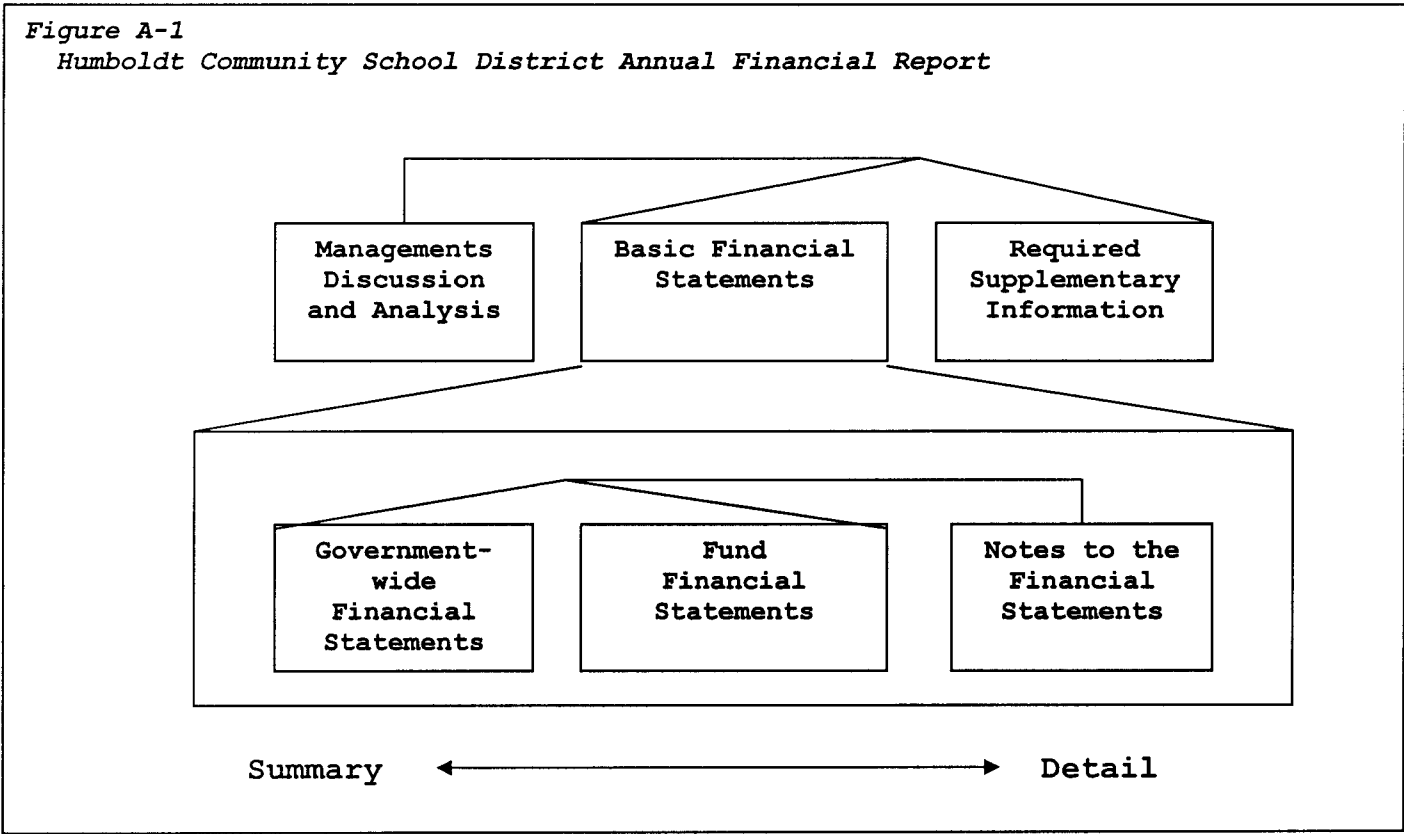 Figure A-1
Humboldt Community School District Annual Financial Report
Managements
Discussion
and Analysis
Basic Financial
Statements
Required
Supplementary
Information
Government-
wide
Financial
Statements
Fund
Financial
Statements
Notes to the
Financial
Statements
Summary
Detail